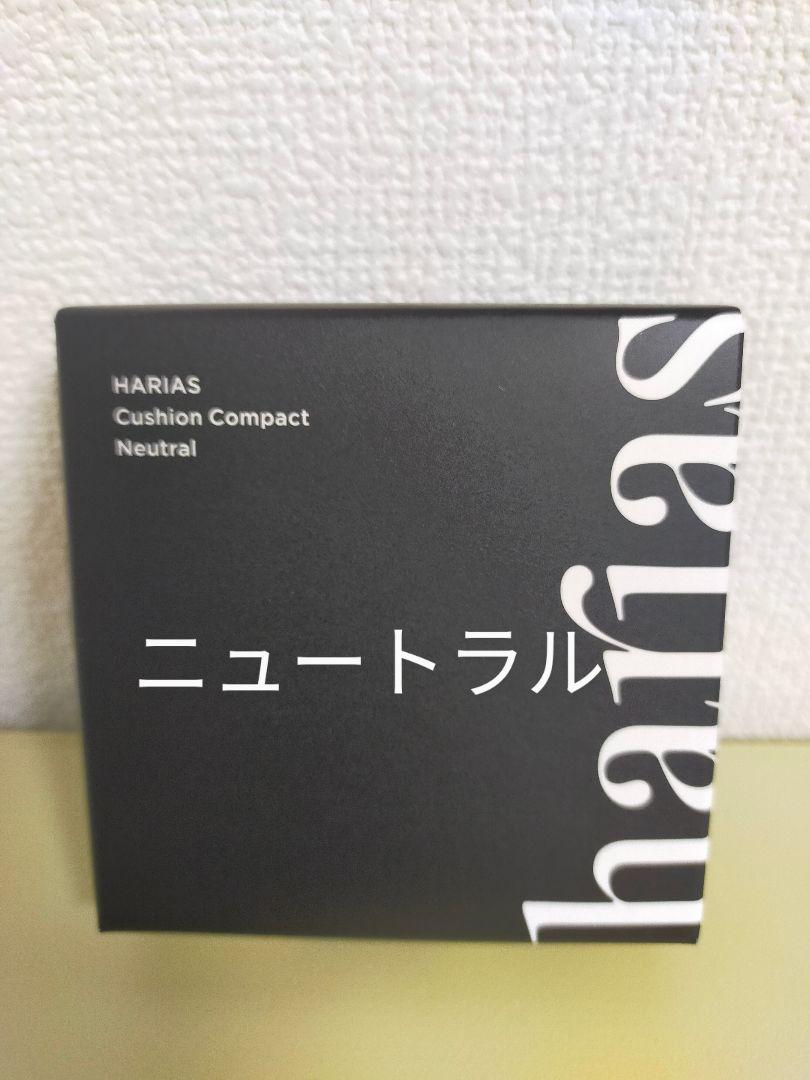 HARIAS
Cushion Compact
Neutral
ニュートラル
harias